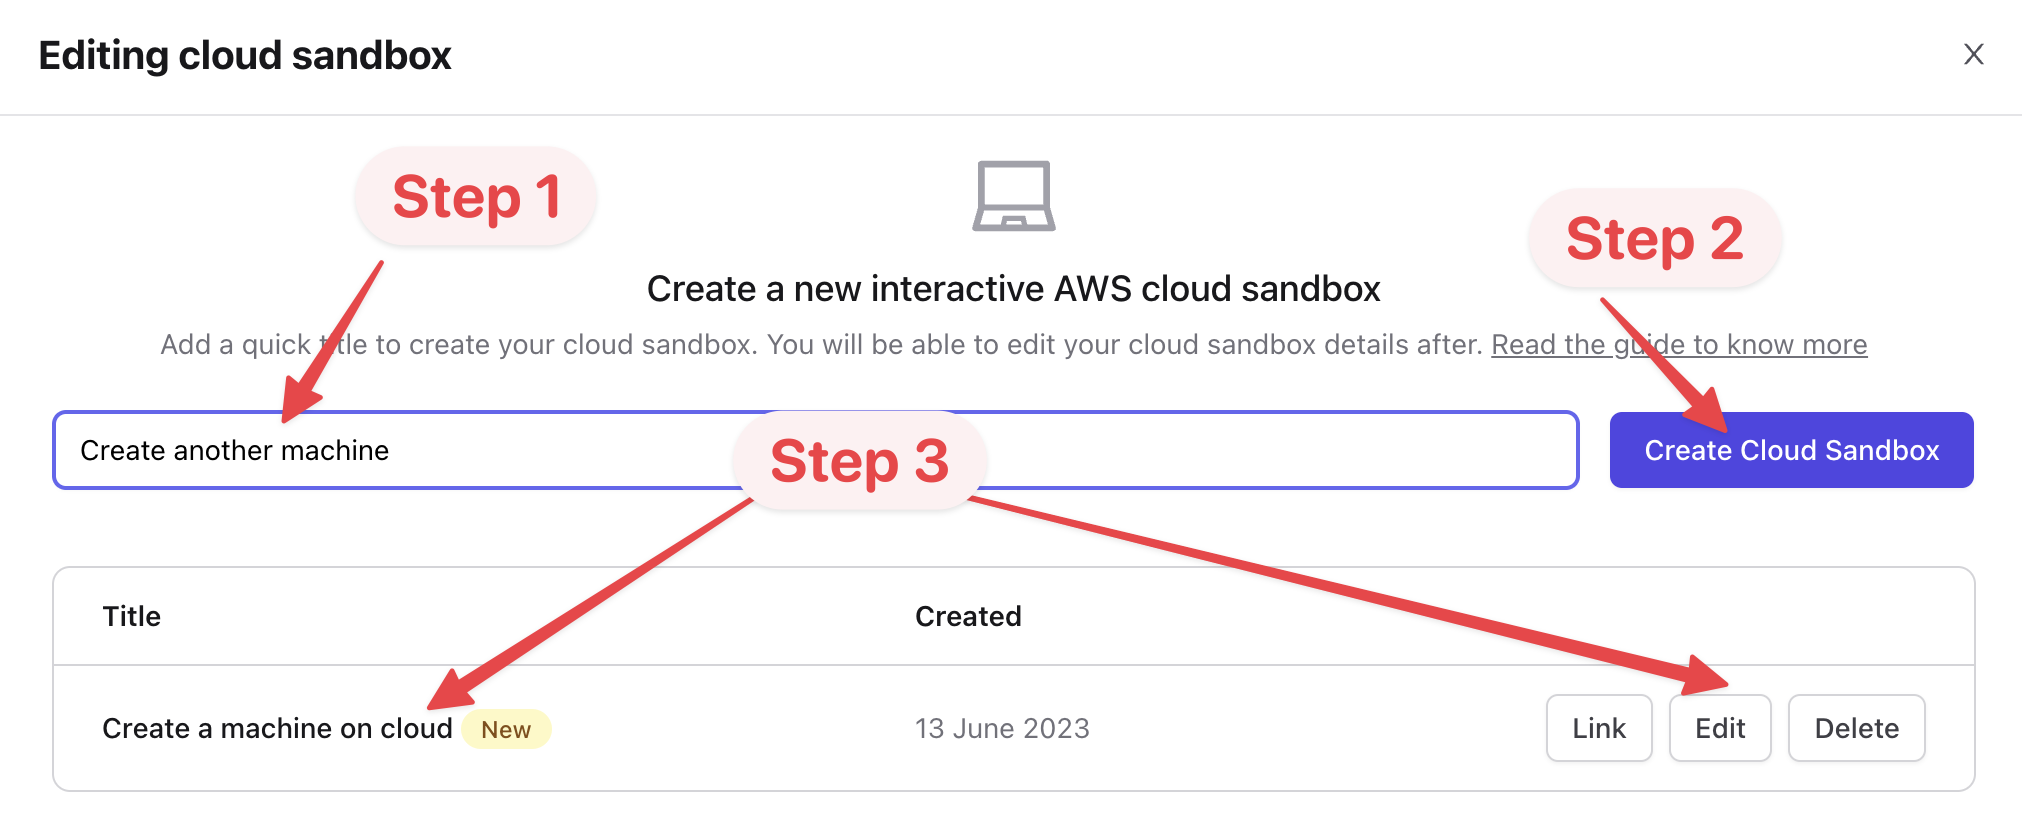 Editing cloud sandbox
X
Step 1
Step 2
Create a new interactive AWS cloud sandbox
Add a quick title to create your cloud sandbox. You will be able to edit your cloud sandbox details after. Read the guide to know more
Create another machine
Step 3
Create Cloud Sandbox
Title Created
Create a machine on cloud New 13 June 2023 Link Edit Delete